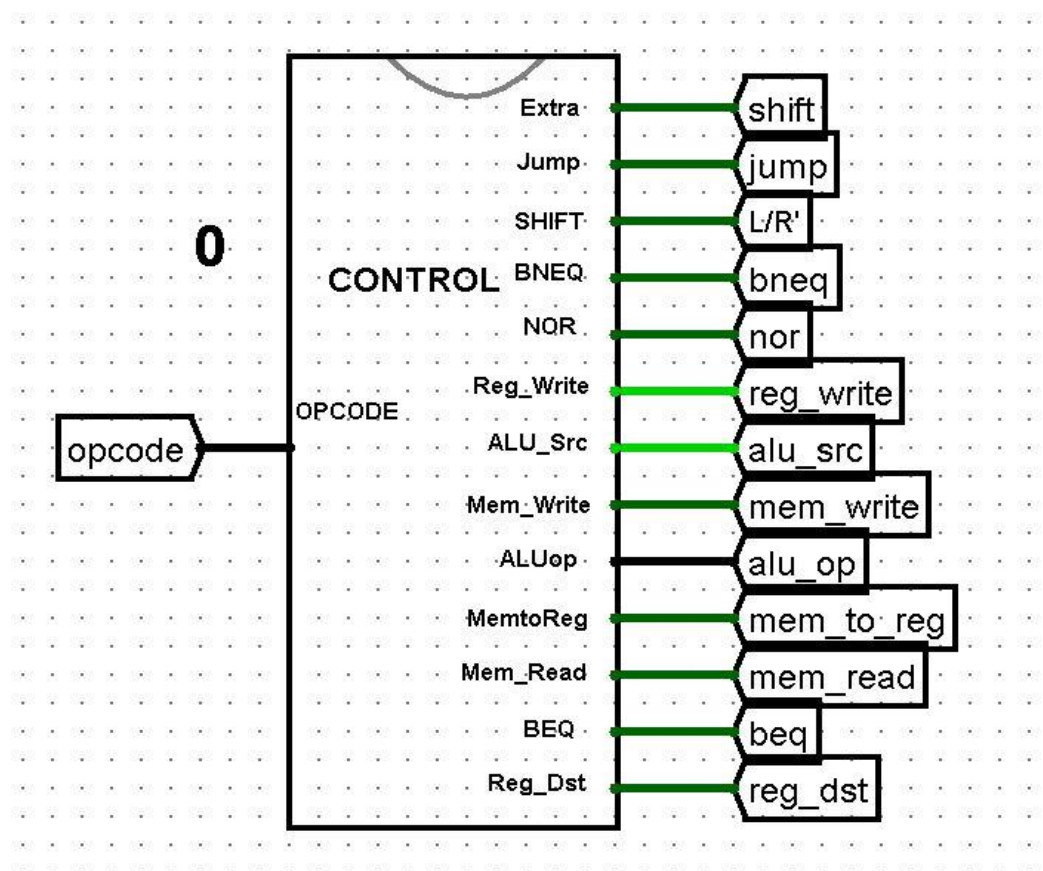 Extra
shift
Jump
jump
SHIFT
L/R'
0
CONTROL
BNEQ
bneq
NOR
nor
Reg_Write
reg_write
OPCODE
opcode
ALU_Src
alu_src
Mem_Write
mem_write
ALUop
alu_op
MemtoReg
mem_to_reg
Mem_Read
mem_read
BEQ
beq
Reg_Dst
reg_dst